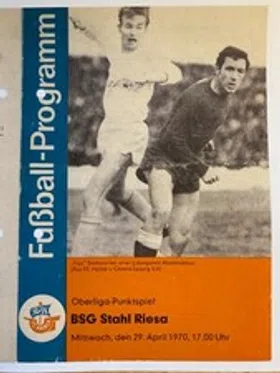 Fußball-Programm
Oberliga-Punktspiel
BSG Stahl Riesa
Mittwoch, den 29. April 1970, 17.00 Uhr